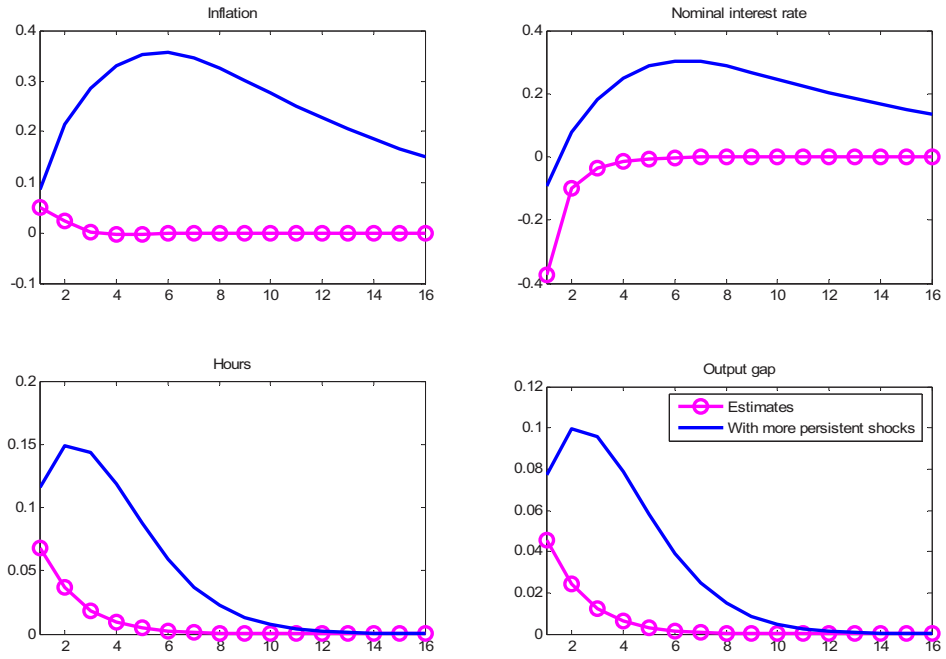 Inflation
0.4
0.3
0.2
0.1
0
-0.1
2 4 6 8 10 12 14 16
Nominal interest rate
0.4
0.2
0
-0.2
-0.4
2 4 6 8 10 12 14 16
Hours
0.2
0.15
0.1
0.05
0
2 4 6 8 10 12 14 16
Output gap
0.12
0.1
0.08
0.06
0.04
0.02
0
2 4 6 8 10 12 14 16
Estimates
With more persistent shocks